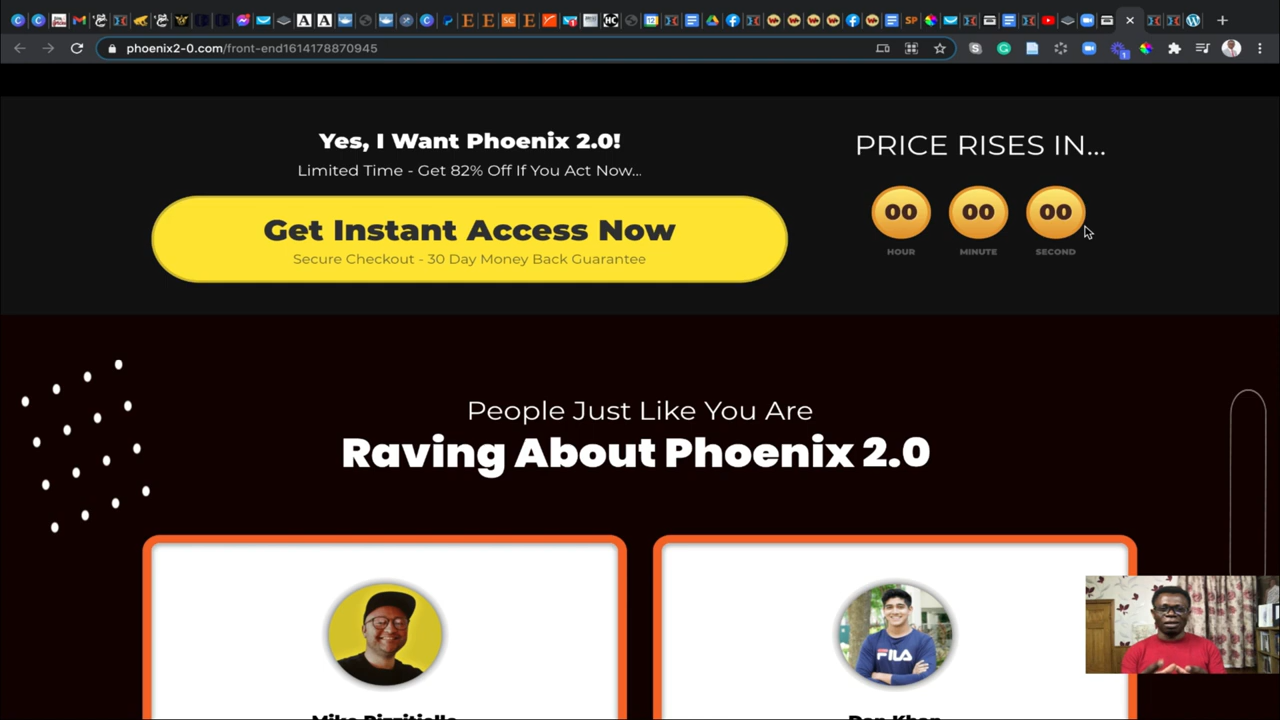 phoenix2-0.com/front-end1614178870945
Yes, I Want Phoenix 2.0!
Limited Time - Get 82% Off If You Act Now...
Get Instant Access Now
Secure Checkout - 30 Day Money Back Guarantee
PRICE RISES IN...
00 00 00
HOUR MINUTE SECOND
People Just Like You Are
Raving About Phoenix 2.0
FILA